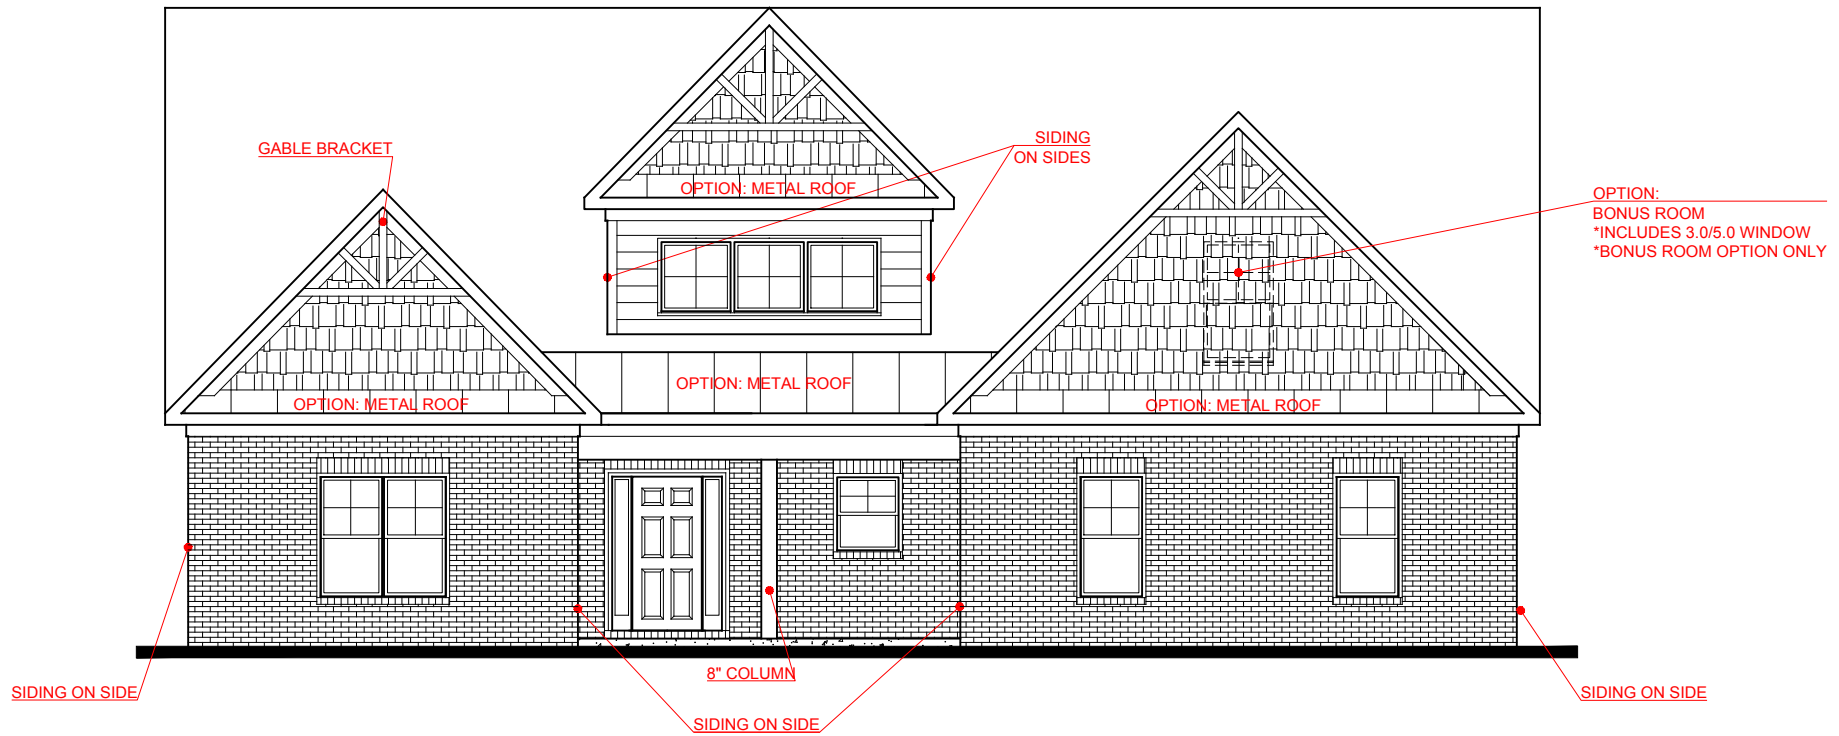 GABLE BRACKET
SIDING
ON SIDES
OPTION: METAL ROOF
OPTION:
BONUS ROOM
*INCLUDES 3.0/5.0 WINDOW
*BONUS ROOM OPTION ONLY
OPTION: METAL ROOF
OPTION: METAL ROOF
OPTION: METAL ROOF
8" COLUMN
SIDING ON SIDE
SIDING ON SIDE
SIDING ON SIDE